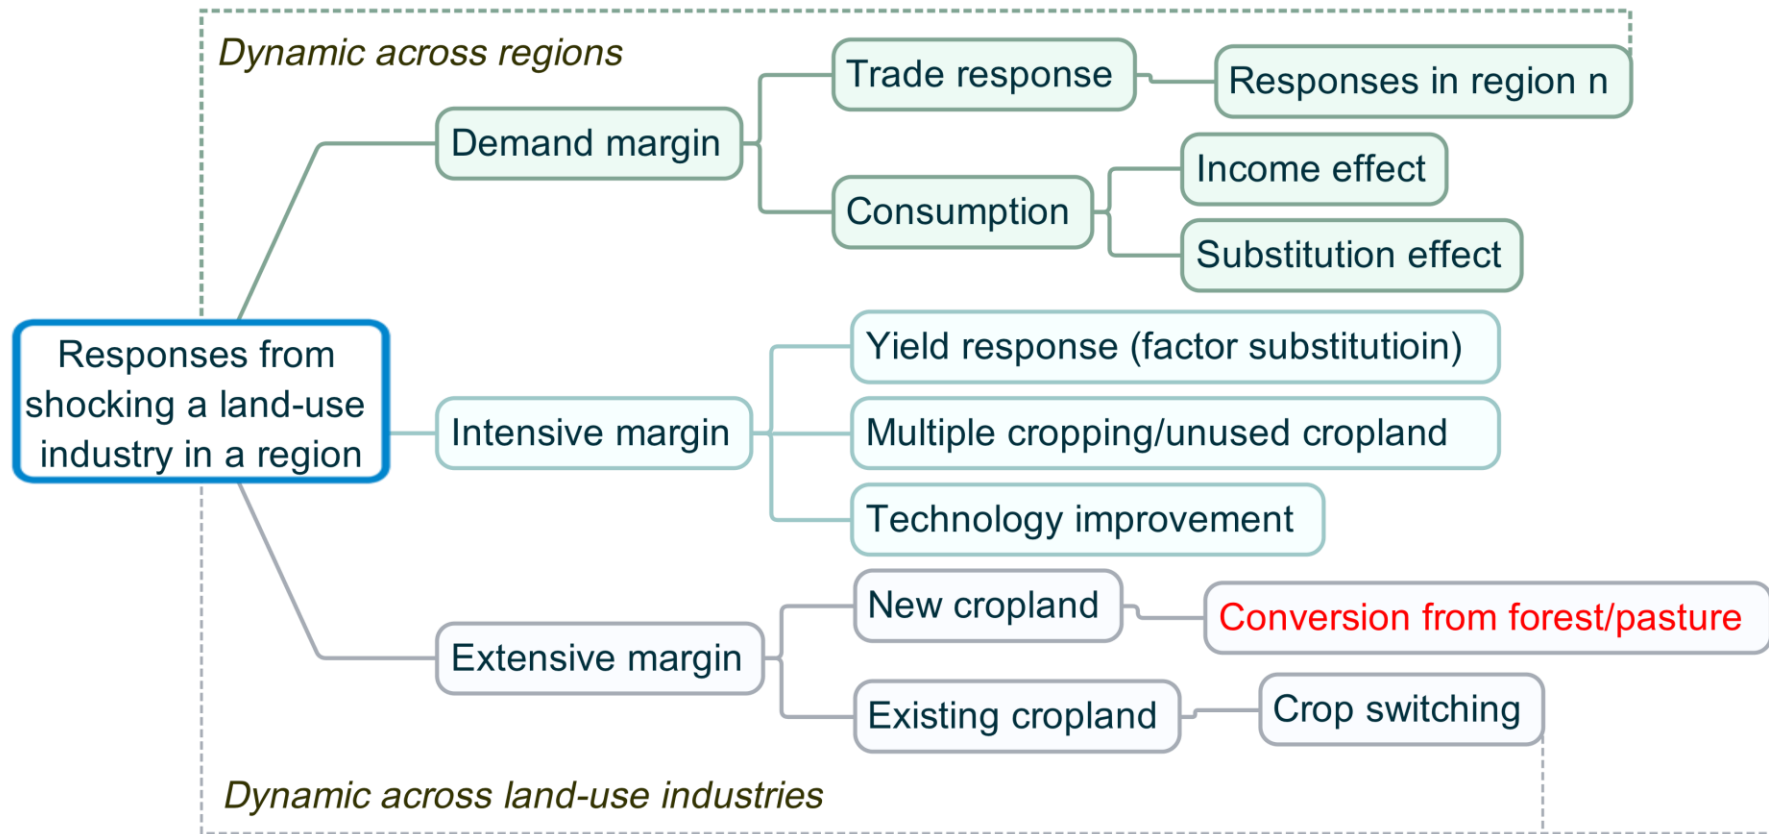 Dynamic across regions
Trade response
Responses in region n
Demand margin
Income effect
Consumption
Substitution effect
Responses from
shocking a land-use
industry in a region
Yield response (factor substitutioin)
Intensive margin
Multiple cropping/unused cropland
Technology improvement
New cropland
Conversion from forest/pasture
Extensive margin
Existing cropland
Crop switching
Dynamic across land-use industries